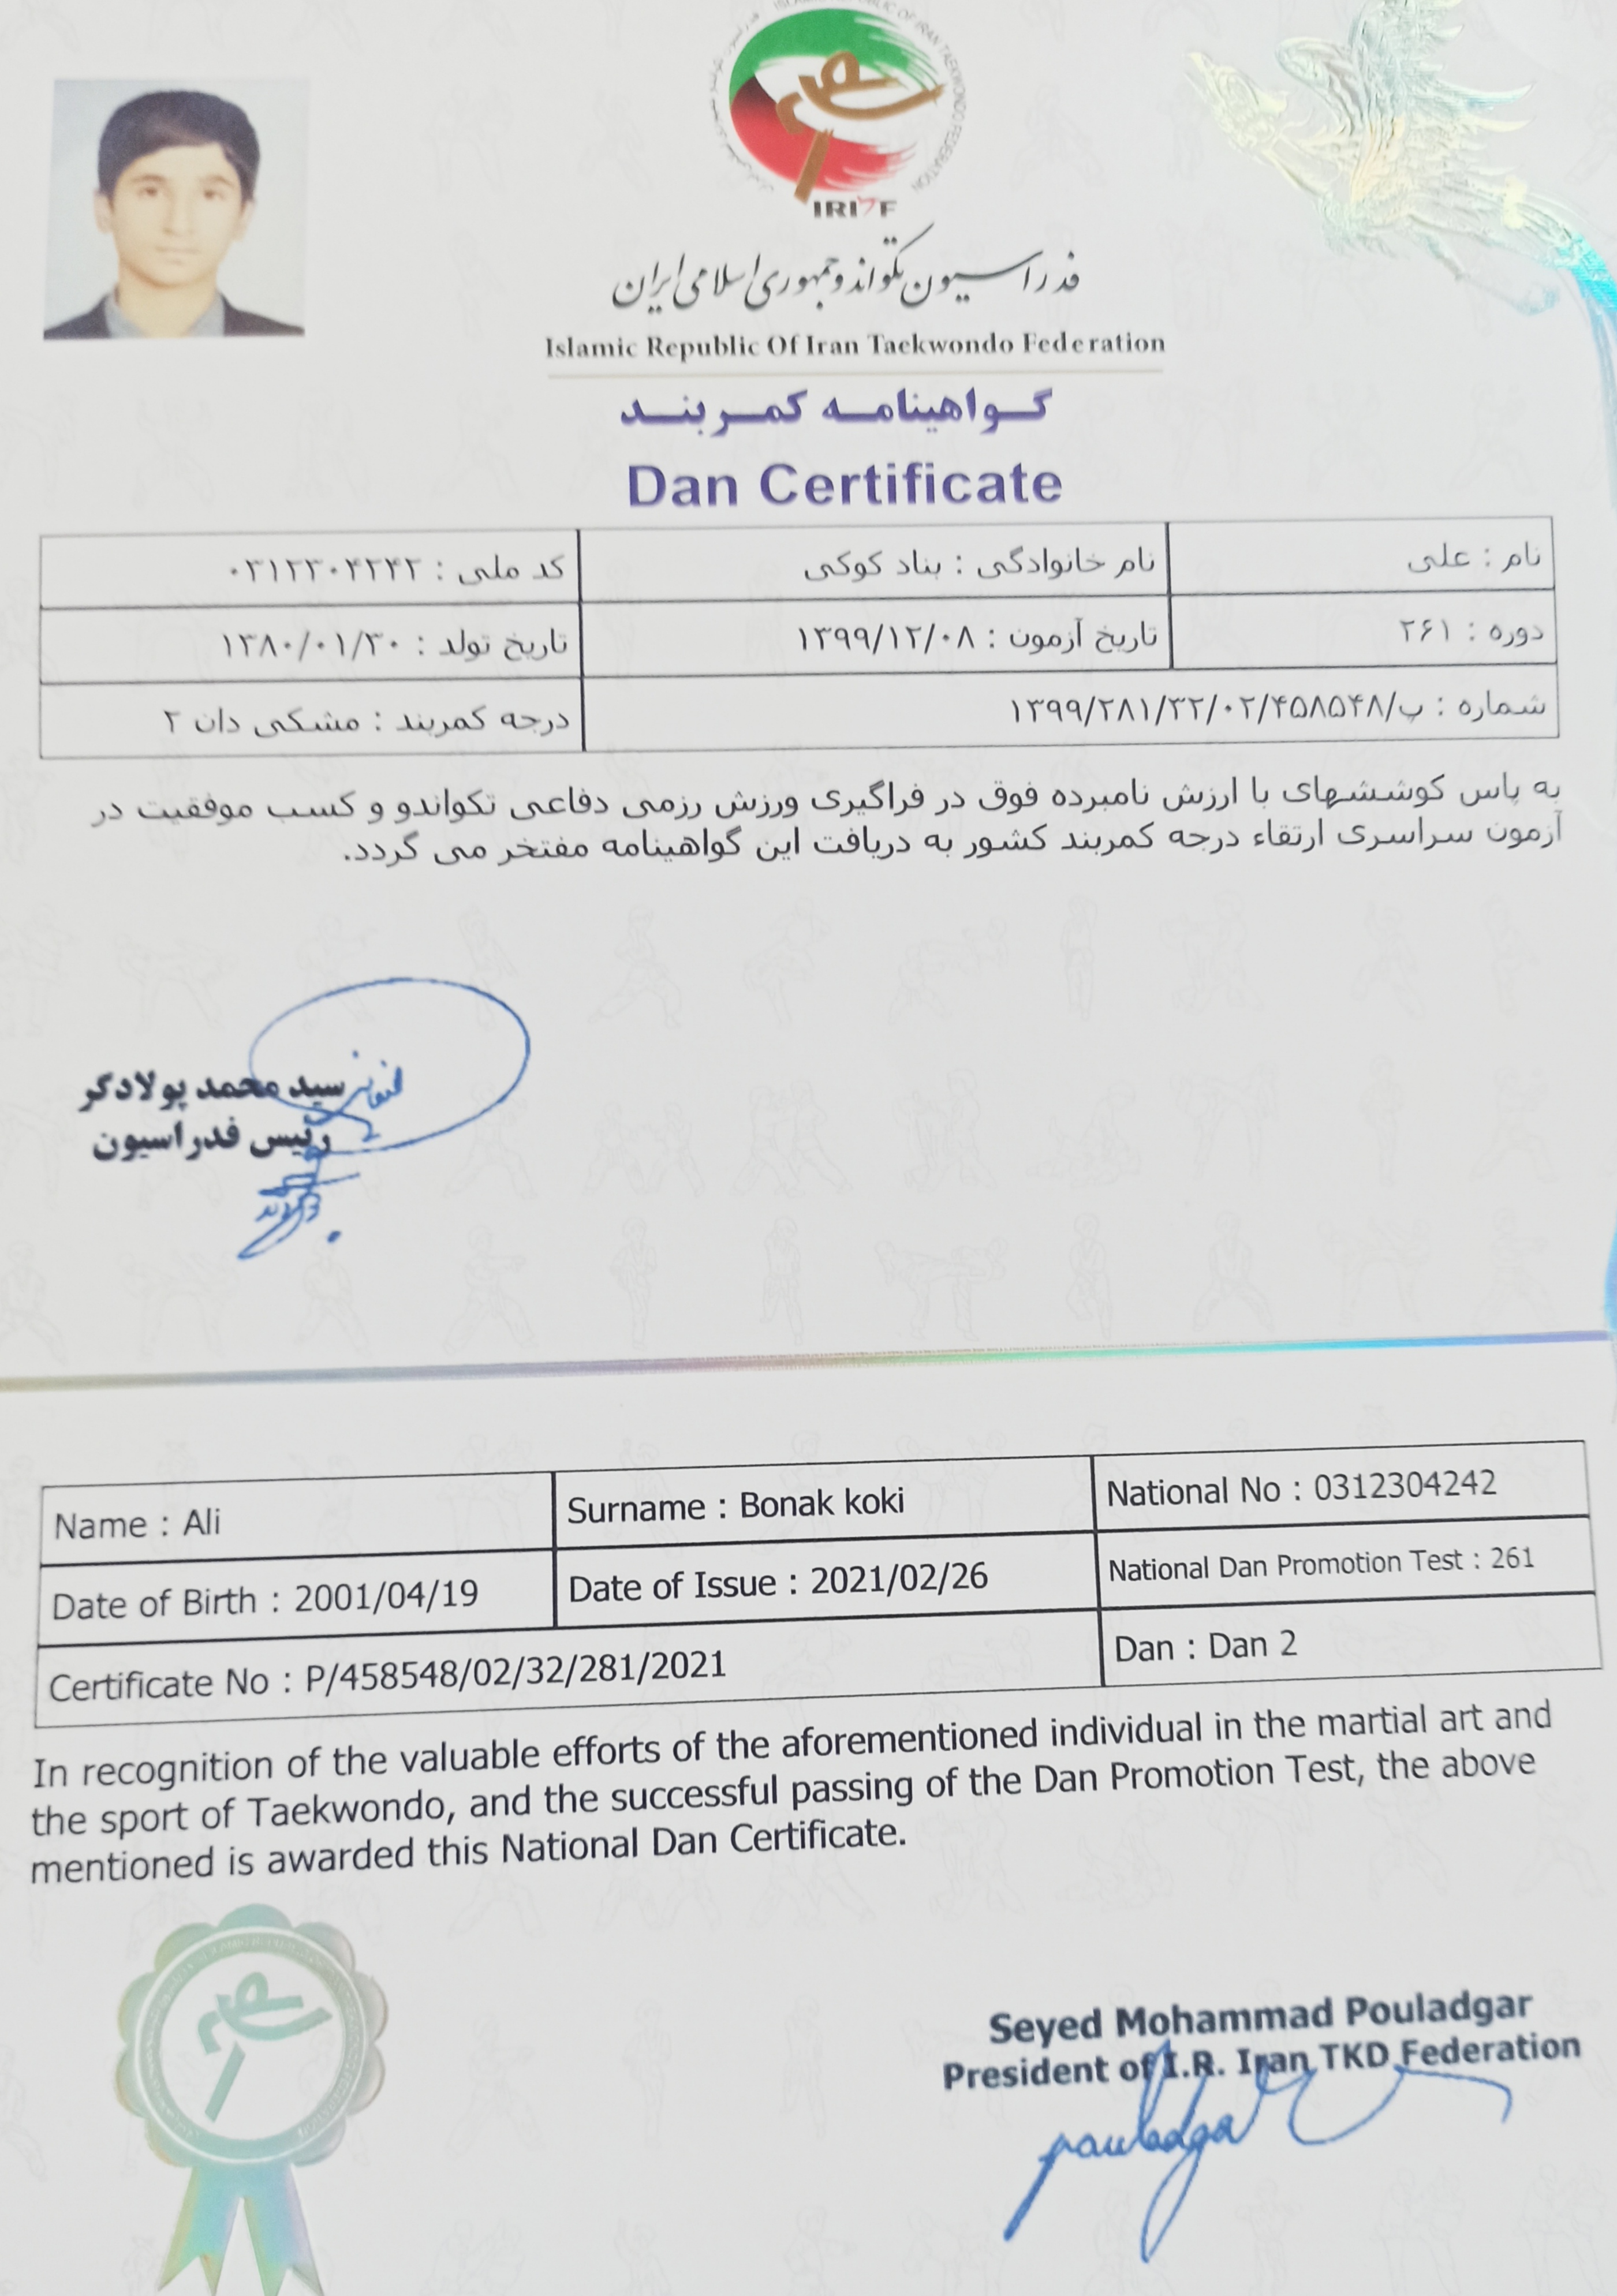 ISLAMIC REPUBLIC OF IRAN TAEKWONDO FEDERATION
IRITF
فدراسیون تکواندو جمهوری اسلامی ایران
Islamic Republic Of Iran Taekwondo Federation
گواهینامه کمربند
Dan Certificate
نام : علی نام خانوادگی : بناد کوکی کد ملی : ۰۳۱۲۳۰۴۲۴۲
دوره : ۲۶۱ تاریخ آزمون : ۱۳۹۹/۱۲/۰۸ تاریخ تولد : ۱۳۸۰/۰۱/۳۰
شماره : پ/۱۳۹۹/۲۸۱/۳۲/۰۲/۴۵۸۵۴۸ درجه کمربند : مشکی دان ۲
به پاس کوششهای با ارزش نامبرده فوق در فراگیری ورزش رزمی دفاعی تکواندو و کسب موفقیت در
آزمون سراسری ارتقاء درجه کمربند کشور به دریافت این گواهینامه مفتخر می گردد.
سید محمد پولادگر
رئیس فدراسیون
Name : Ali Surname : Bonak koki National No : 0312304242
Date of Birth : 2001/04/19 Date of Issue : 2021/02/26 National Dan Promotion Test : 261
Certificate No : P/458548/02/32/281/2021 Dan : Dan 2
In recognition of the valuable efforts of the aforementioned individual in the martial art and
the sport of Taekwondo, and the successful passing of the Dan Promotion Test, the above
mentioned is awarded this National Dan Certificate.
Seyed Mohammad Pouladgar
President of I.R. Iran TKD Federation
pouladgar